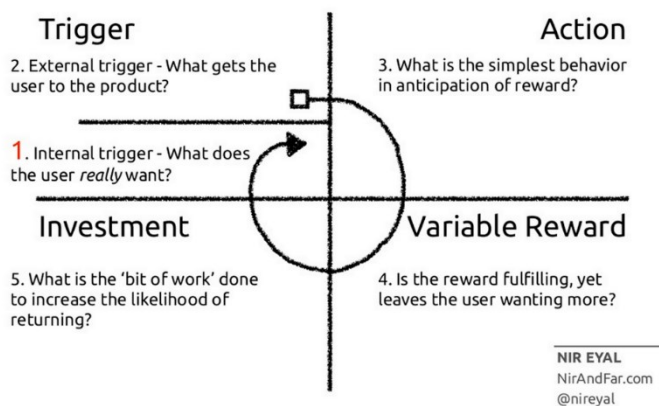 Trigger
2. External trigger - What gets the
user to the product?
1. Internal trigger - What does
the user really want?
Action
3. What is the simplest behavior
in anticipation of reward?
Investment
5. What is the ‘bit of work’ done
to increase the likelihood of
returning?
Variable Reward
4. Is the reward fulfilling, yet
leaves the user wanting more?
NIR EYAL
NirAndFar.com
@nireyal